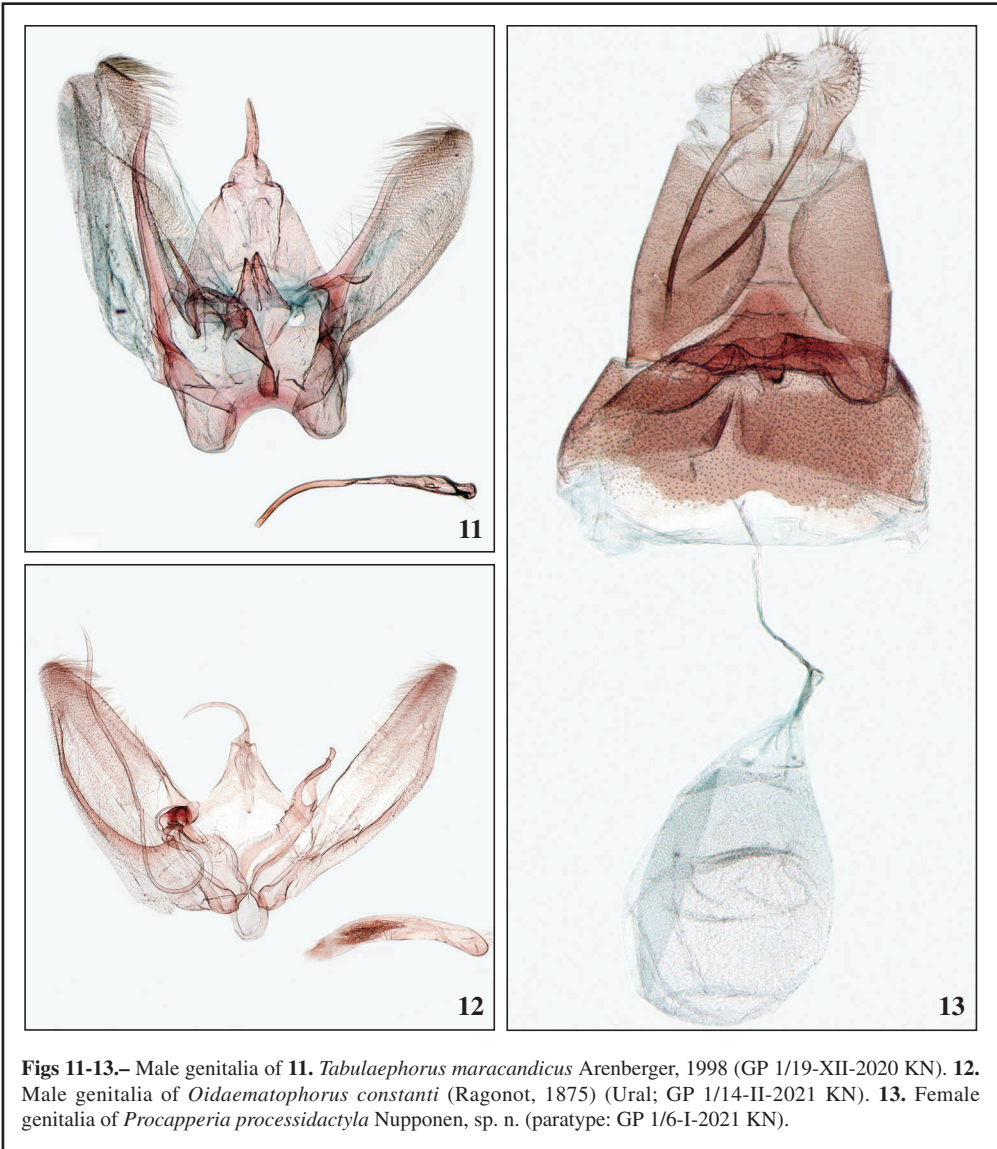 11
12
13
Figs 11-13.– Male genitalia of 11. Tabulaephorus maracandicus Arenberger, 1998 (GP 1/19-XII-2020 KN). 12.
Male genitalia of Oidaematophorus constanti (Ragonot, 1875) (Ural; GP 1/14-II-2021 KN). 13. Female
genitalia of Procapperia processidactyla Nupponen, sp. n. (paratype: GP 1/6-I-2021 KN).